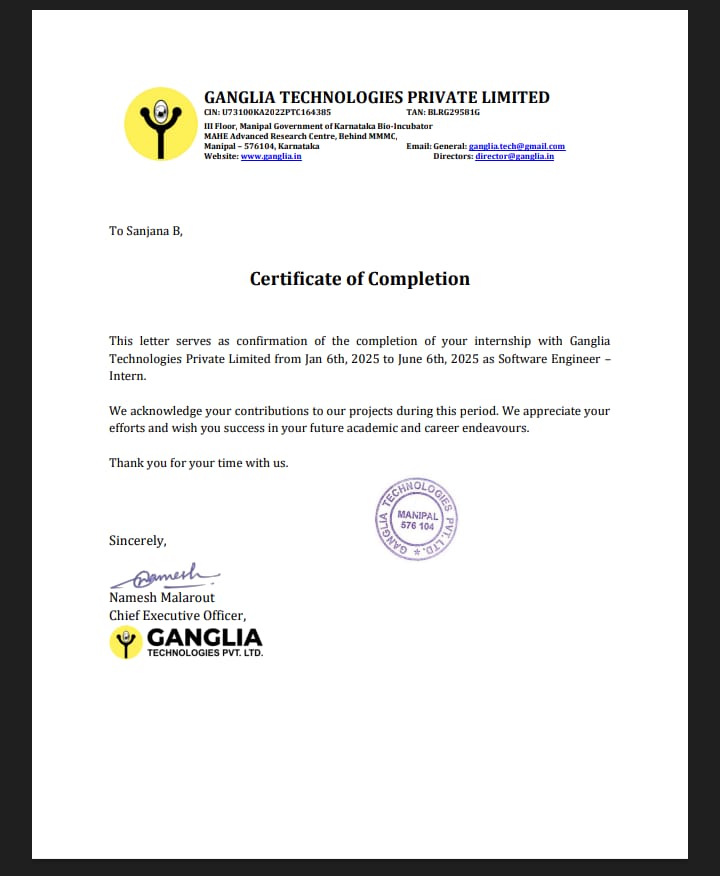 GANGLIA TECHNOLOGIES PRIVATE LIMITED
CIN: U73100KA2022PTC164385 TAN: BLRG29581G
III Floor, Manipal Government of Karnataka Bio-Incubator
MAHE Advanced Research Centre, Behind MMMC,
Manipal – 576104, Karnataka Email: General: ganglia.tech@gmail.com
Website: www.ganglia.in Directors: director@ganglia.in
To Sanjana B,
Certificate of Completion
This letter serves as confirmation of the completion of your internship with Ganglia
Technologies Private Limited from Jan 6th, 2025 to June 6th, 2025 as Software Engineer –
Intern.
We acknowledge your contributions to our projects during this period. We appreciate your
efforts and wish you success in your future academic and career endeavours.
Thank you for your time with us.
GANGLIA TECHNOLOGIES PVT. LTD.
MANIPAL
576 104
Sincerely,
Namesh
Namesh Malarout
Chief Executive Officer,
GANGLIA
TECHNOLOGIES PVT. LTD.